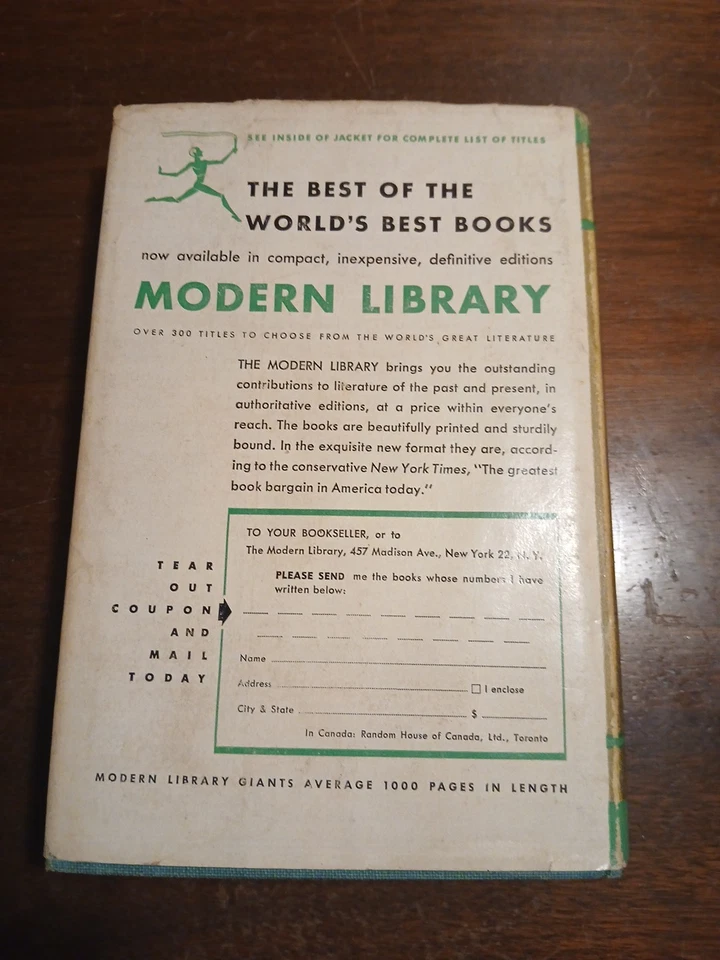 SEE INSIDE OF JACKET FOR COMPLETE LIST OF TITLES
THE BEST OF THE
WORLD'S BEST BOOKS
now available in compact, inexpensive, definitive editions
MODERN LIBRARY
OVER 300 TITLES TO CHOOSE FROM THE WORLD'S GREAT LITERATURE
THE MODERN LIBRARY brings you the outstanding
contributions to literature of the past and present, in
authoritative editions, at a price within everyone's
reach. The books are beautifully printed and sturdily
bound. In the exquisite new format they are, accord-
ing to the conservative New York Times, "The greatest
book bargain in America today."
TO YOUR BOOKSELLER, or to
The Modern Library, 457 Madison Ave., New York 22, N. Y.
PLEASE SEND me the books whose numbers I have
written below:
TEAR
OUT
COUPON
AND
MAIL
TODAY
Name
Address
I enclose
City & State
$
In Canada: Random House of Canada, Ltd., Toronto
MODERN LIBRARY GIANTS AVERAGE 1000 PAGES IN LENGTH